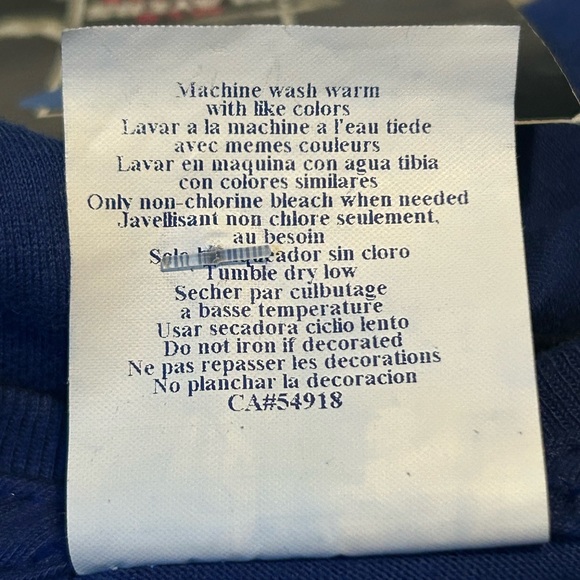 Machine wash warm
with like colors
Lavar a la machine a l'eau tiede
avec memes couleurs
Lavar en maquina con agua tibia
con colores similares
Only non-chlorine bleach when needed
Javellisant non chlore seulement,
au besoin
Solo sin cloro
Tumble dry low
Secher par culbutage
a basse temperature
Usar secadora ciclio lento
Do not iron if decorated
Ne pas repasser les decorations
No planchar la decoracion
CA#54918